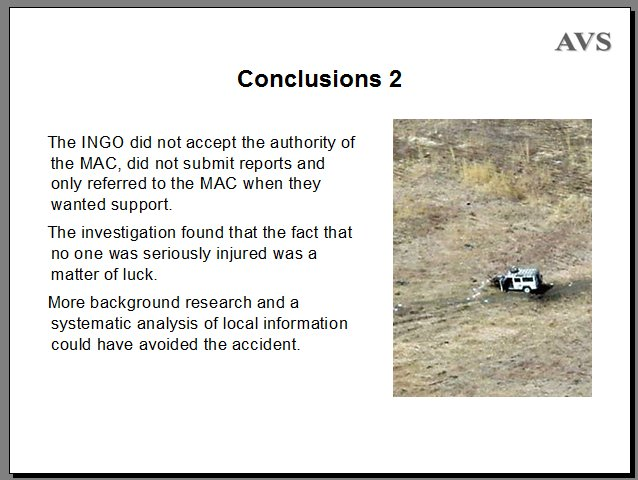 AVS
Conclusions 2
The INGO did not accept the authority of
the MAC, did not submit reports and
only referred to the MAC when they
wanted support.
The investigation found that the fact that
no one was seriously injured was a
matter of luck.
More background research and a
systematic analysis of local information
could have avoided the accident.